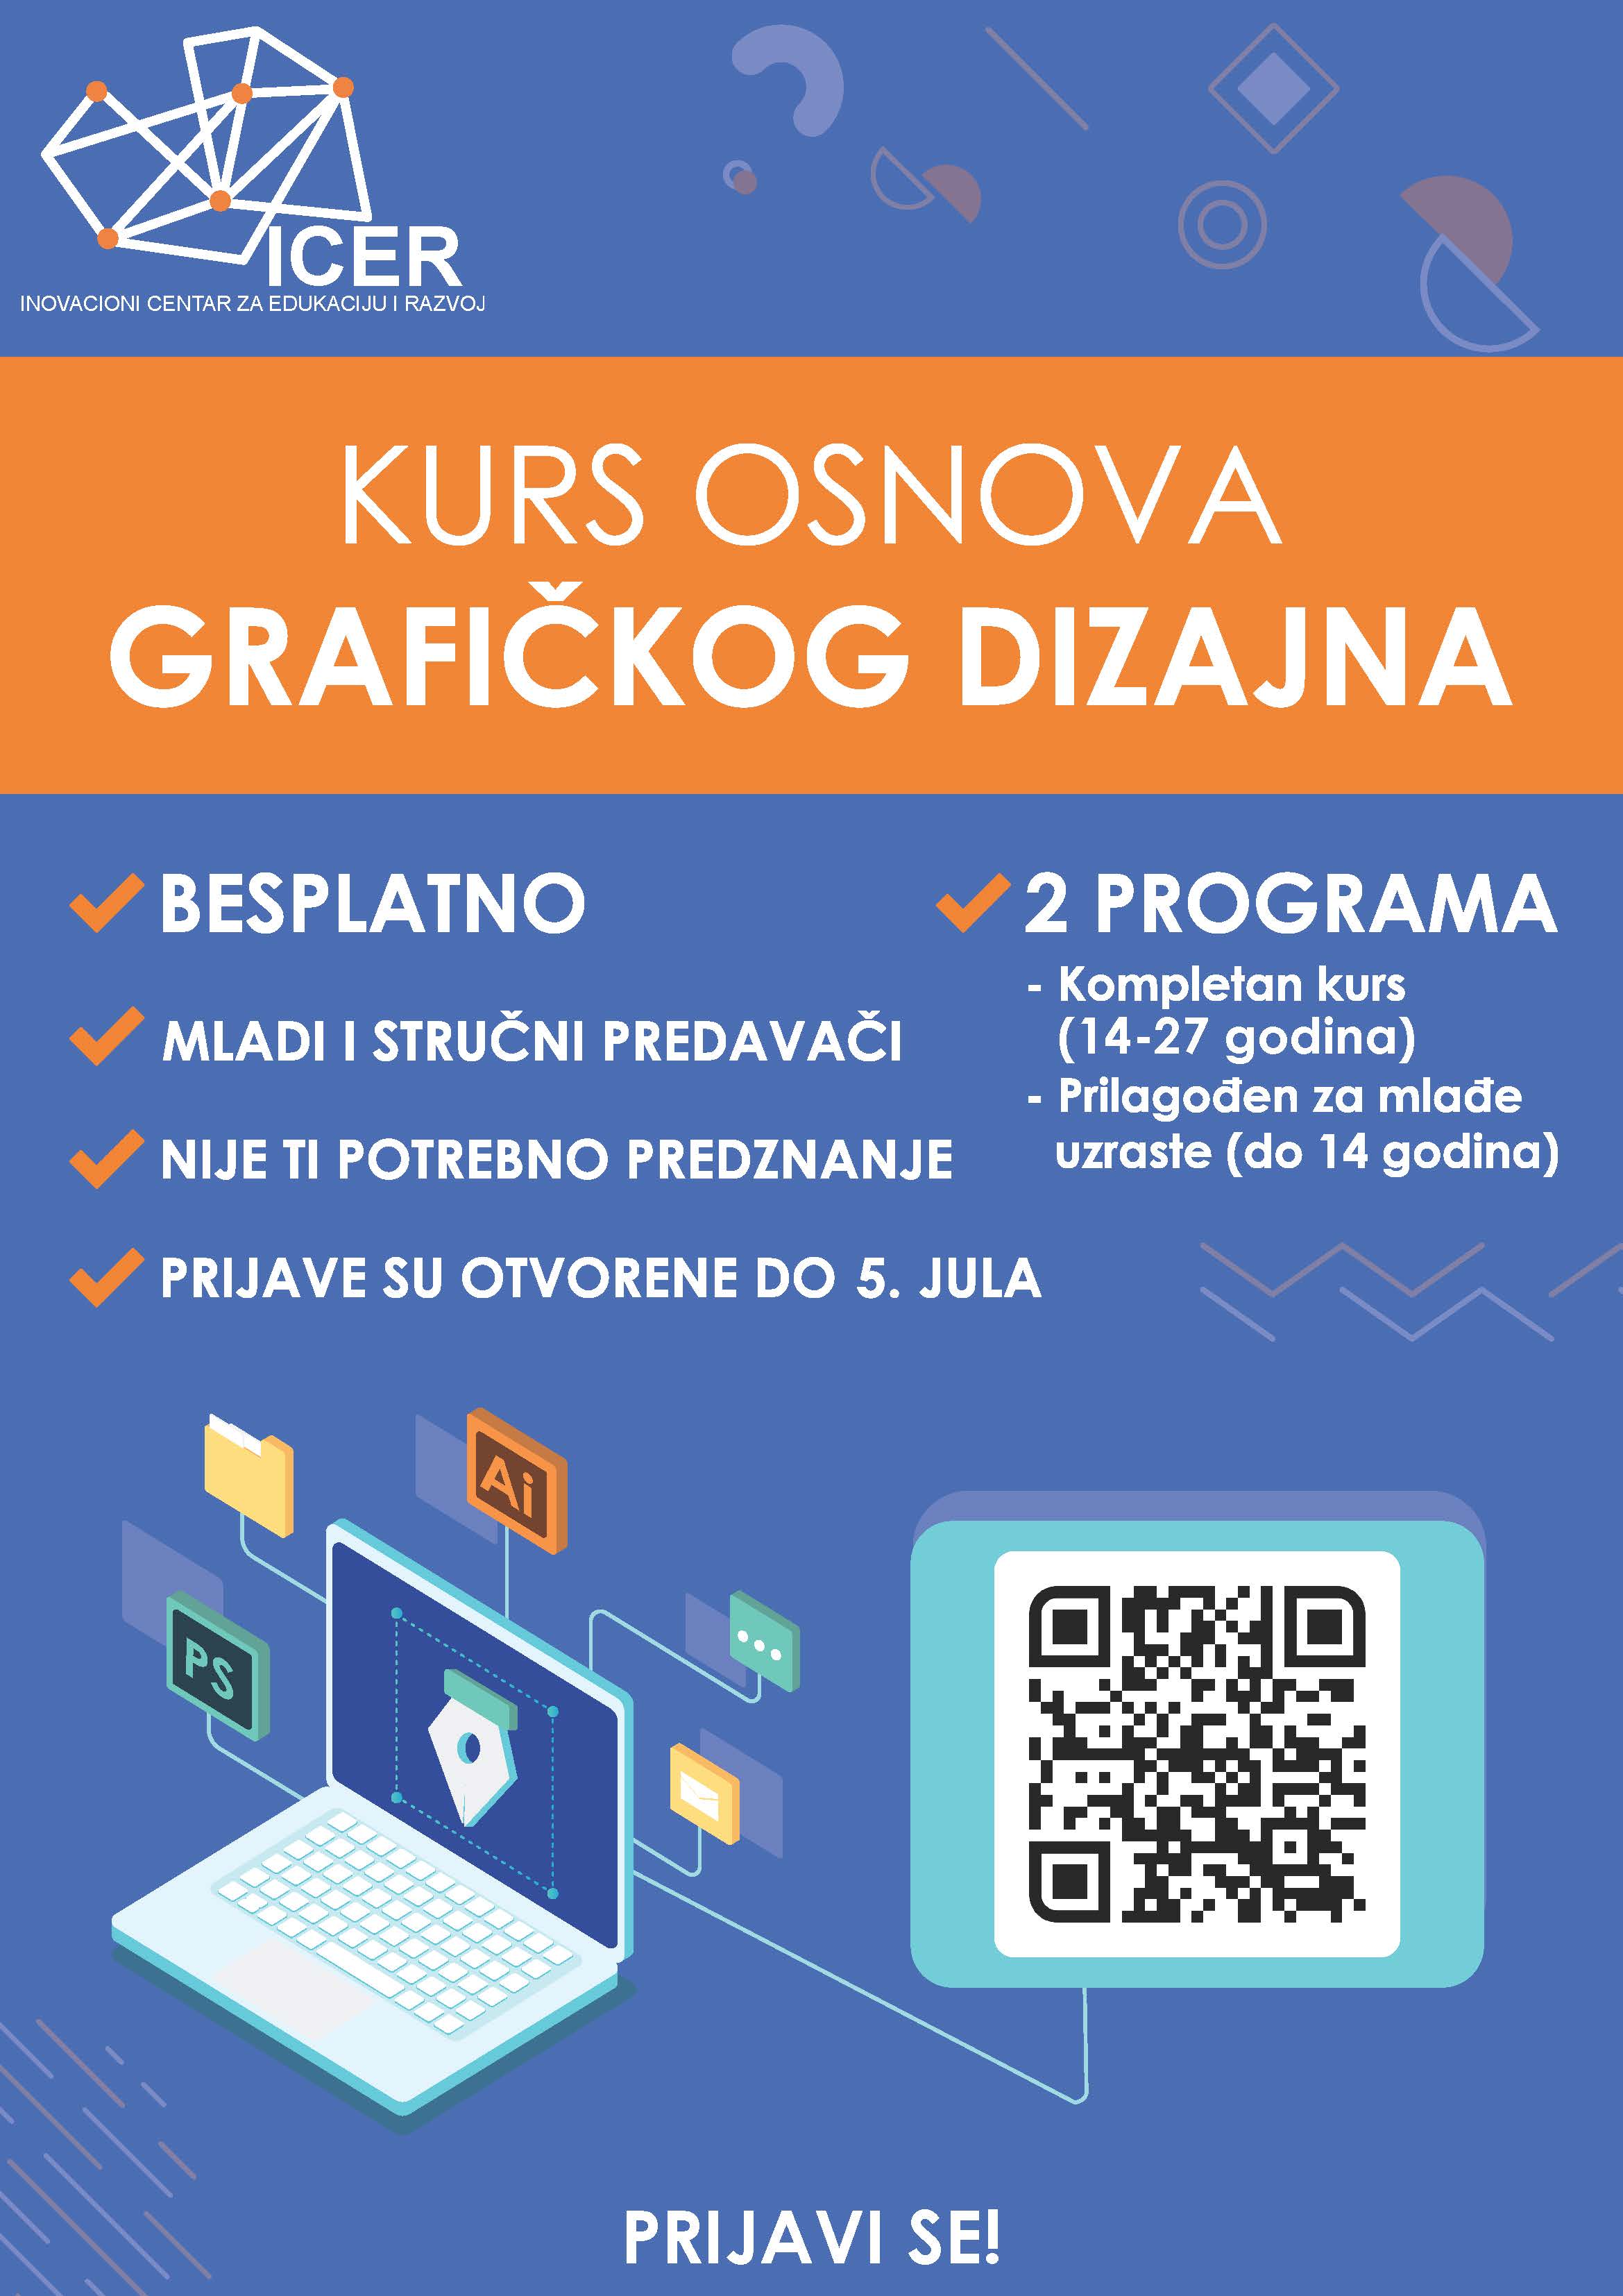 ICER
INOVACIONI CENTAR ZA EDUKACIJU I RAZVOJ
KURS OSNOVA
GRAFIČKOG DIZAJNA
BESPLATNO
MLADI I STRUČNI PREDAVAČI
NIJE TI POTREBNO PREDZNANJE
PRIJAVE SU OTVORENE DO 5. JULA
2 PROGRAMA
- Kompletan kurs
(14-27 godina)
- Prilagođen za mlađe
uzraste (do 14 godina)
Ai
PS
PRIJAVI SE!